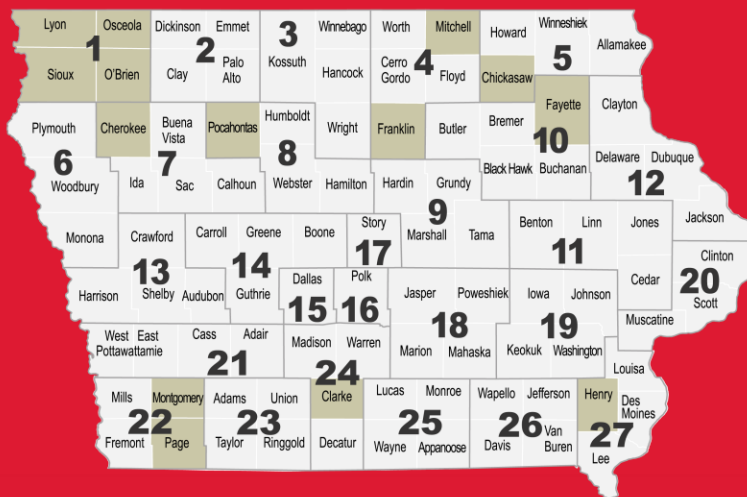 Lyon
Osceola
Dickinson
Emmet
3
Winnebago
Worth
Mitchell
Howard
Winneshiek
Allamakee
1
2
4
5
Sioux
O'Brien
Clay
Palo
Alto
Kossuth
Hancock
Cerro
Gordo
Floyd
Chickasaw
Plymouth
Cherokee
Buena
Vista
Pocahontas
Humboldt
Wright
Franklin
Butler
Bremer
Fayette
Clayton
6
7
8
10
Woodbury
Ida
Sac
Calhoun
Webster
Hamilton
Hardin
Grundy
Black Hawk
Buchanan
Delaware
Dubuque
12
9
Monona
Crawford
Carroll
Greene
Boone
Story
Marshall
Tama
Benton
Linn
Jones
Jackson
13
14
17
11
Harrison
Shelby
Audubon
Guthrie
Dallas
Polk
Jasper
Poweshiek
Iowa
Johnson
Cedar
Clinton
20
Scott
15
16
18
19
Muscatine
West
Pottawattamie
East
Cass
Adair
Madison
Warren
Marion
Mahaska
Keokuk
Washington
Louisa
21
24
Mills
Montgomery
Adams
Union
Clarke
Lucas
Monroe
Wapello
Jefferson
Henry
Des
Moines
22
23
25
26
27
Fremont
Page
Taylor
Ringgold
Decatur
Wayne
Appanoose
Davis
Van
Buren
Lee